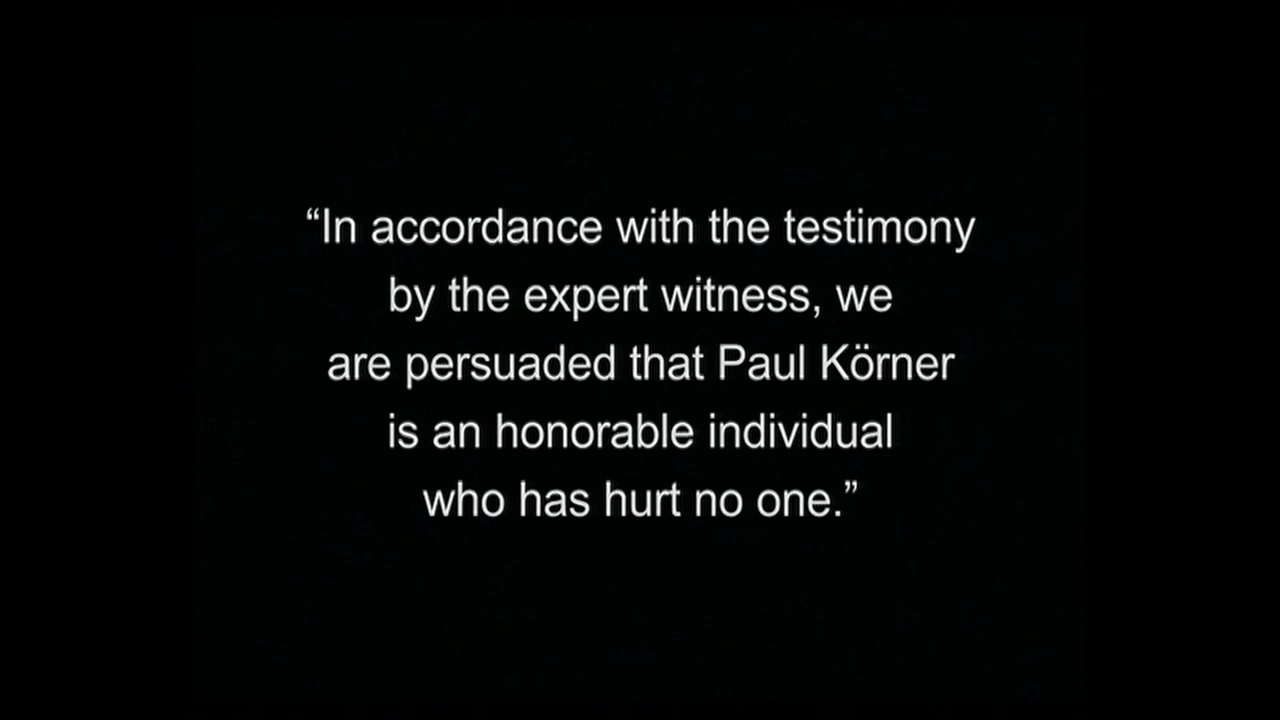 “In accordance with the testimony
by the expert witness, we
are persuaded that Paul Körner
is an honorable individual
who has hurt no one.”